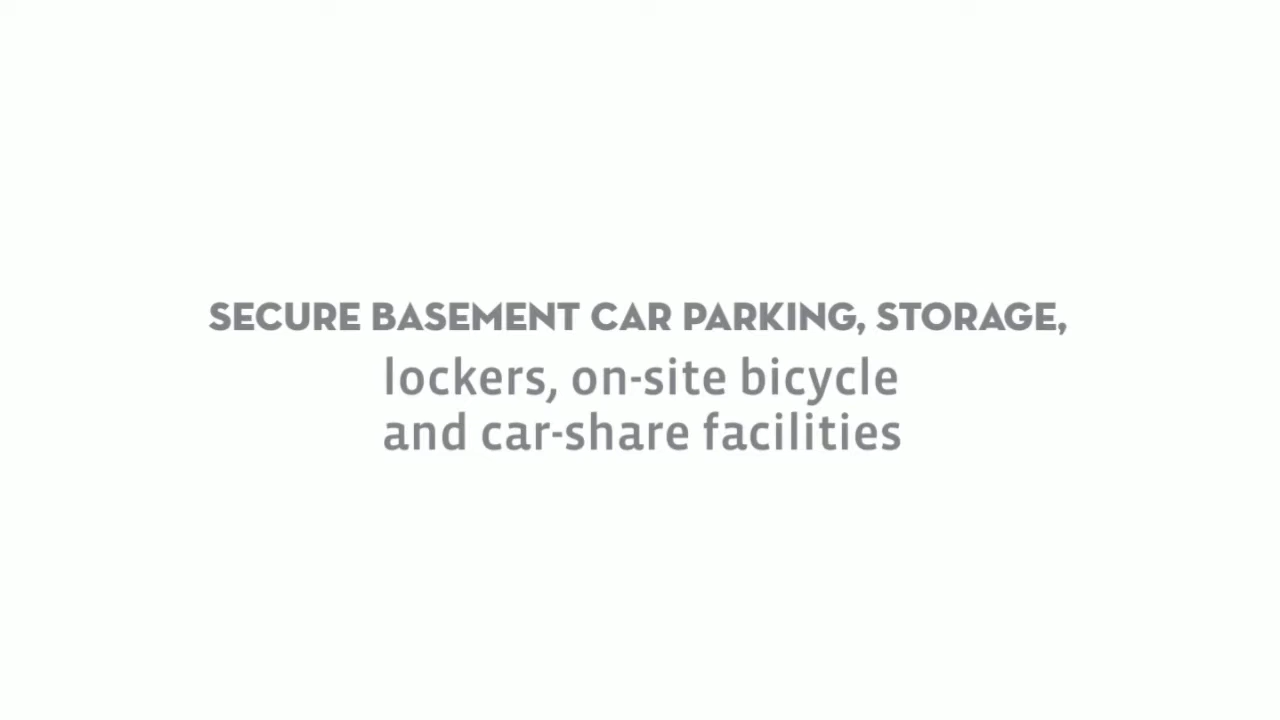 SECURE BASEMENT CAR PARKING, STORAGE,
lockers, on-site bicycle
and car-share facilities